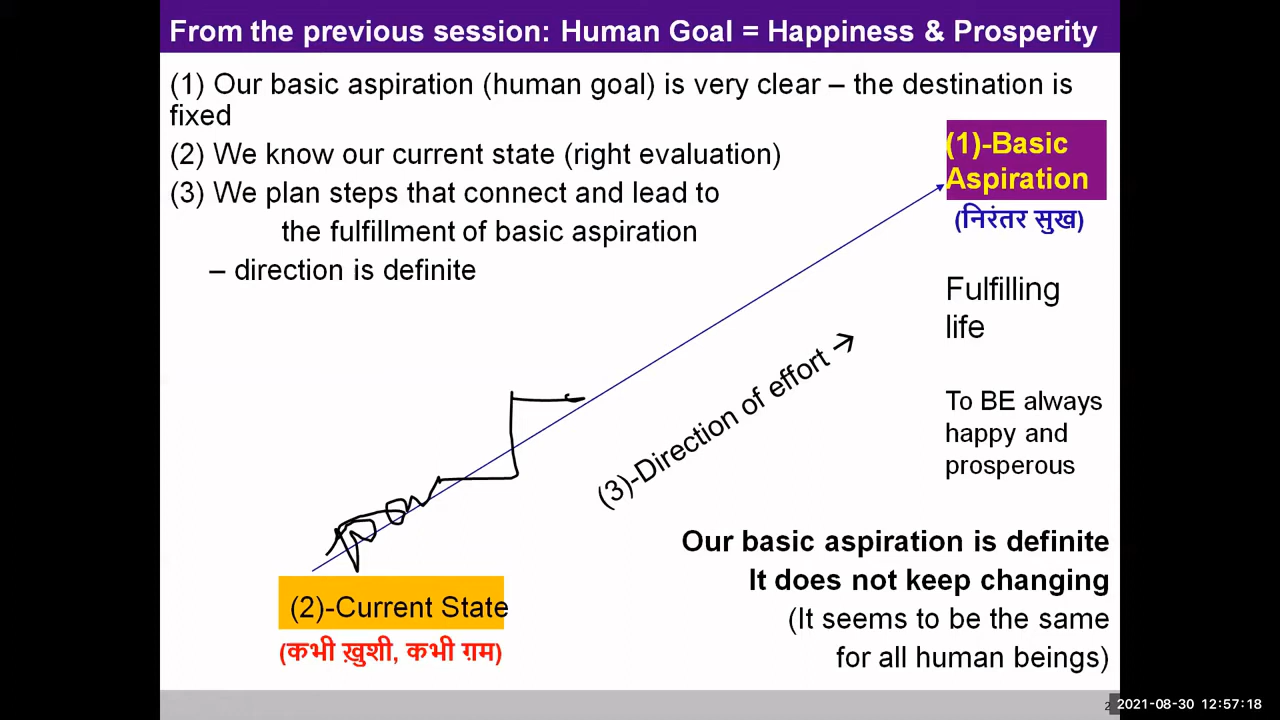 From the previous session: Human Goal = Happiness & Prosperity
(1) Our basic aspiration (human goal) is very clear – the destination is
fixed
(2) We know our current state (right evaluation)
(3) We plan steps that connect and lead to
the fulfillment of basic aspiration
– direction is definite
(1)-Basic
Aspiration
(निरंतर सुख)
Fulfilling
life
To BE always
happy and
prosperous
(3)-Direction of effort →
Our basic aspiration is definite
It does not keep changing
(It seems to be the same
for all human beings)
(2)-Current State
(कभी ख़ुशी, कभी ग़म)
2
2021-08-30 12:57:18